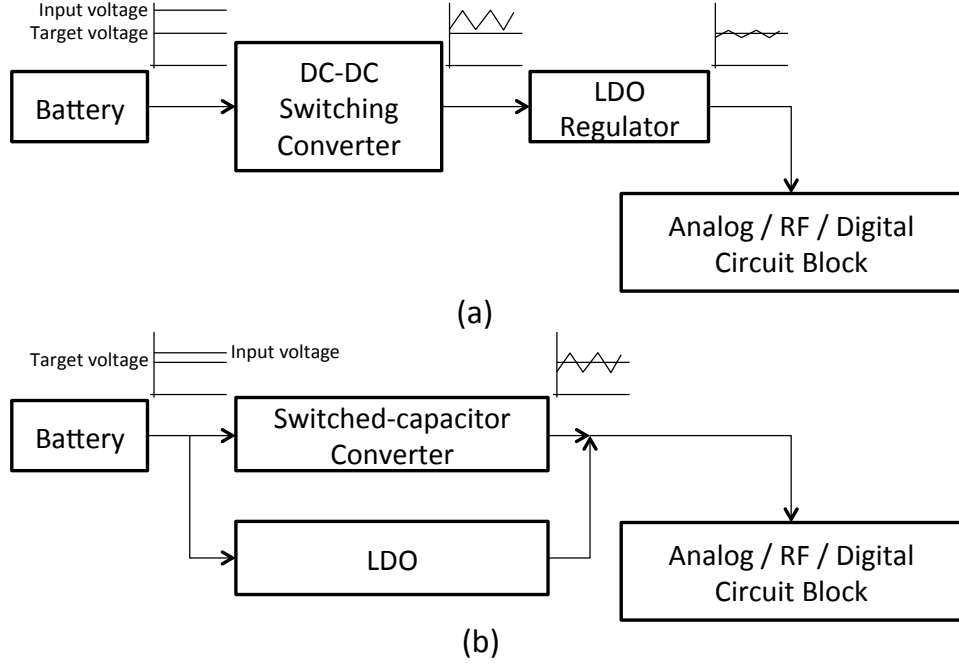 Input voltage
Target voltage
Battery
DC-DC
Switching
Converter
LDO
Regulator
Analog / RF / Digital
Circuit Block
(a)
Target voltage
Input voltage
Battery
Switched-capacitor
Converter
LDO
Analog / RF / Digital
Circuit Block
(b)